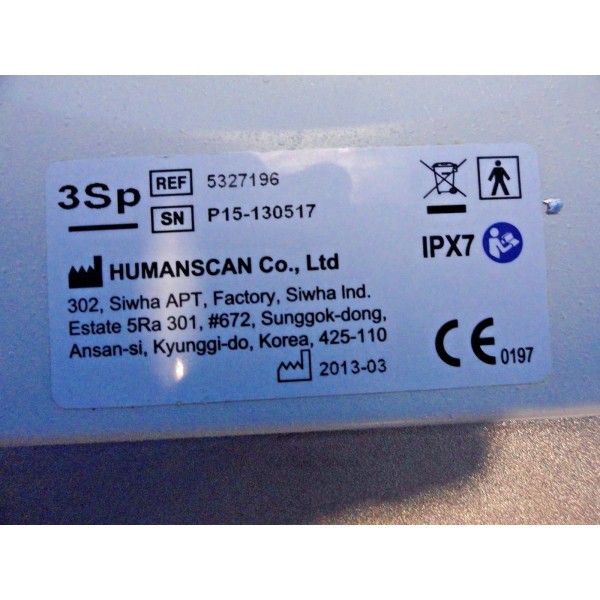 3Sp
REF 5327196
SN P15-130517
HUMANSCAN Co., Ltd
302, Siwha APT, Factory, Siwha Ind.
Estate 5Ra 301, #672, Sunggok-dong,
Ansan-si, Kyunggi-do, Korea, 425-110
2013-03
IPX7
CE 0197